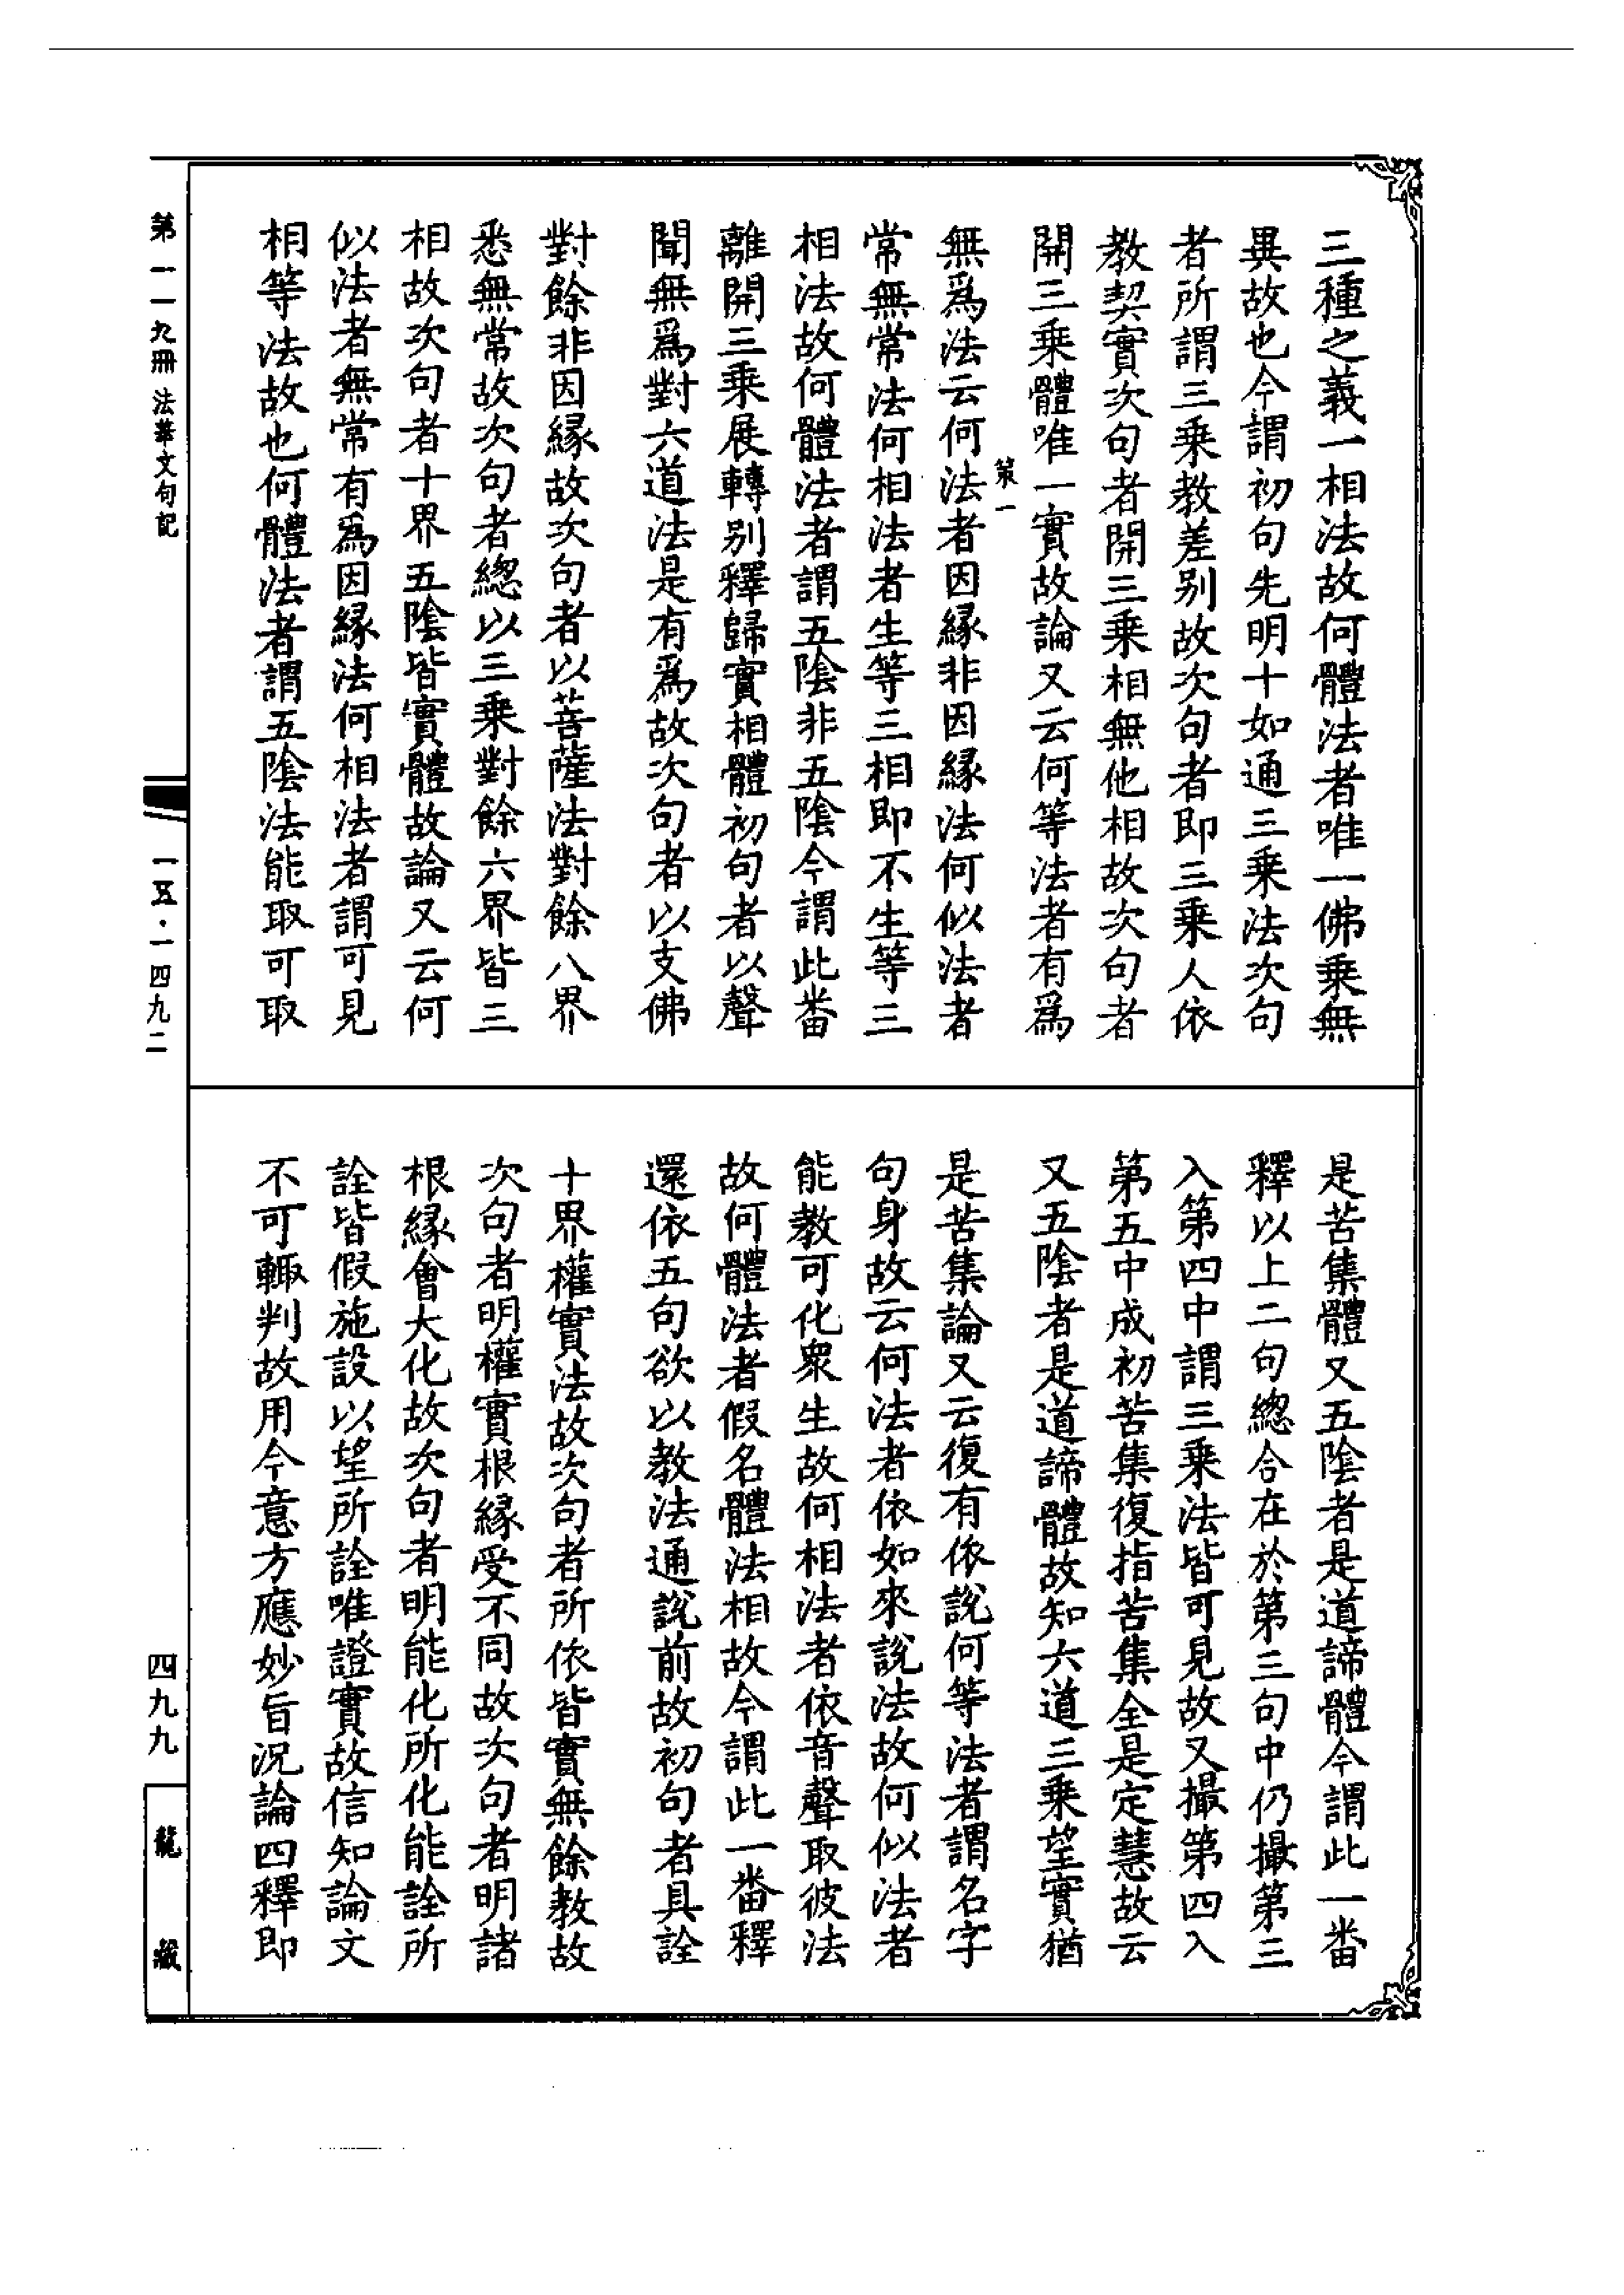 三種之義一相法故何體法者唯一佛乗無
異故也今謂初句先明十如通三乗法次句
者所謂三乗教差别故次句者即三乗人依
教契實次句者開三乗相無他相故次句者
開三乗體唯一實故論又云何等法者有爲
策一
無爲法云何法者因緣非因緣法何似法者
常無常法何相法者生等三相即不生等三
相法故何體法者謂五陰非五陰今謂此畨
離開三乗展轉别釋歸實相體初句者以聲
聞無爲對六道法是有爲故次句者以支佛
對餘非因緣故次句者以菩薩法對餘八界
悉無常故次句者總以三乗對餘六界皆三
相故次句者十界五陰皆實體故論又云何
似法者無常有爲因緣法何相法者謂可見
相等法故也何體法者謂五陰法能取可取
是苦集體又五陰者是道諦體今謂此一畨
釋以上二句總合在於第三句中仍撮第三
入第四中謂三乗法皆可見故又撮第四入
第五中成初苦集復指苦集全是定慧故云
又五陰者是道諦體故知六道三乗望實猶
是苦集論又云復有依說何等法者謂名字
句身故云何法者依如來說法故何似法者
能教可化衆生故何相法者依音聲取彼法
故何體法者假名體法相故今謂此一畨釋
還依五句欲以教法通說前故初句者具詮
十界權實法故次句者所依皆實無餘教故
次句者明權實根緣受不同故次句者明諸
根緣會大化故次句者明能化所化能詮所
詮皆假施設以望所詮唯證實故信知論文
不可輙判故用今意方應妙旨况論四釋即
第一一九冊 法華文句記
一五·一四九二
四九九
龍藏